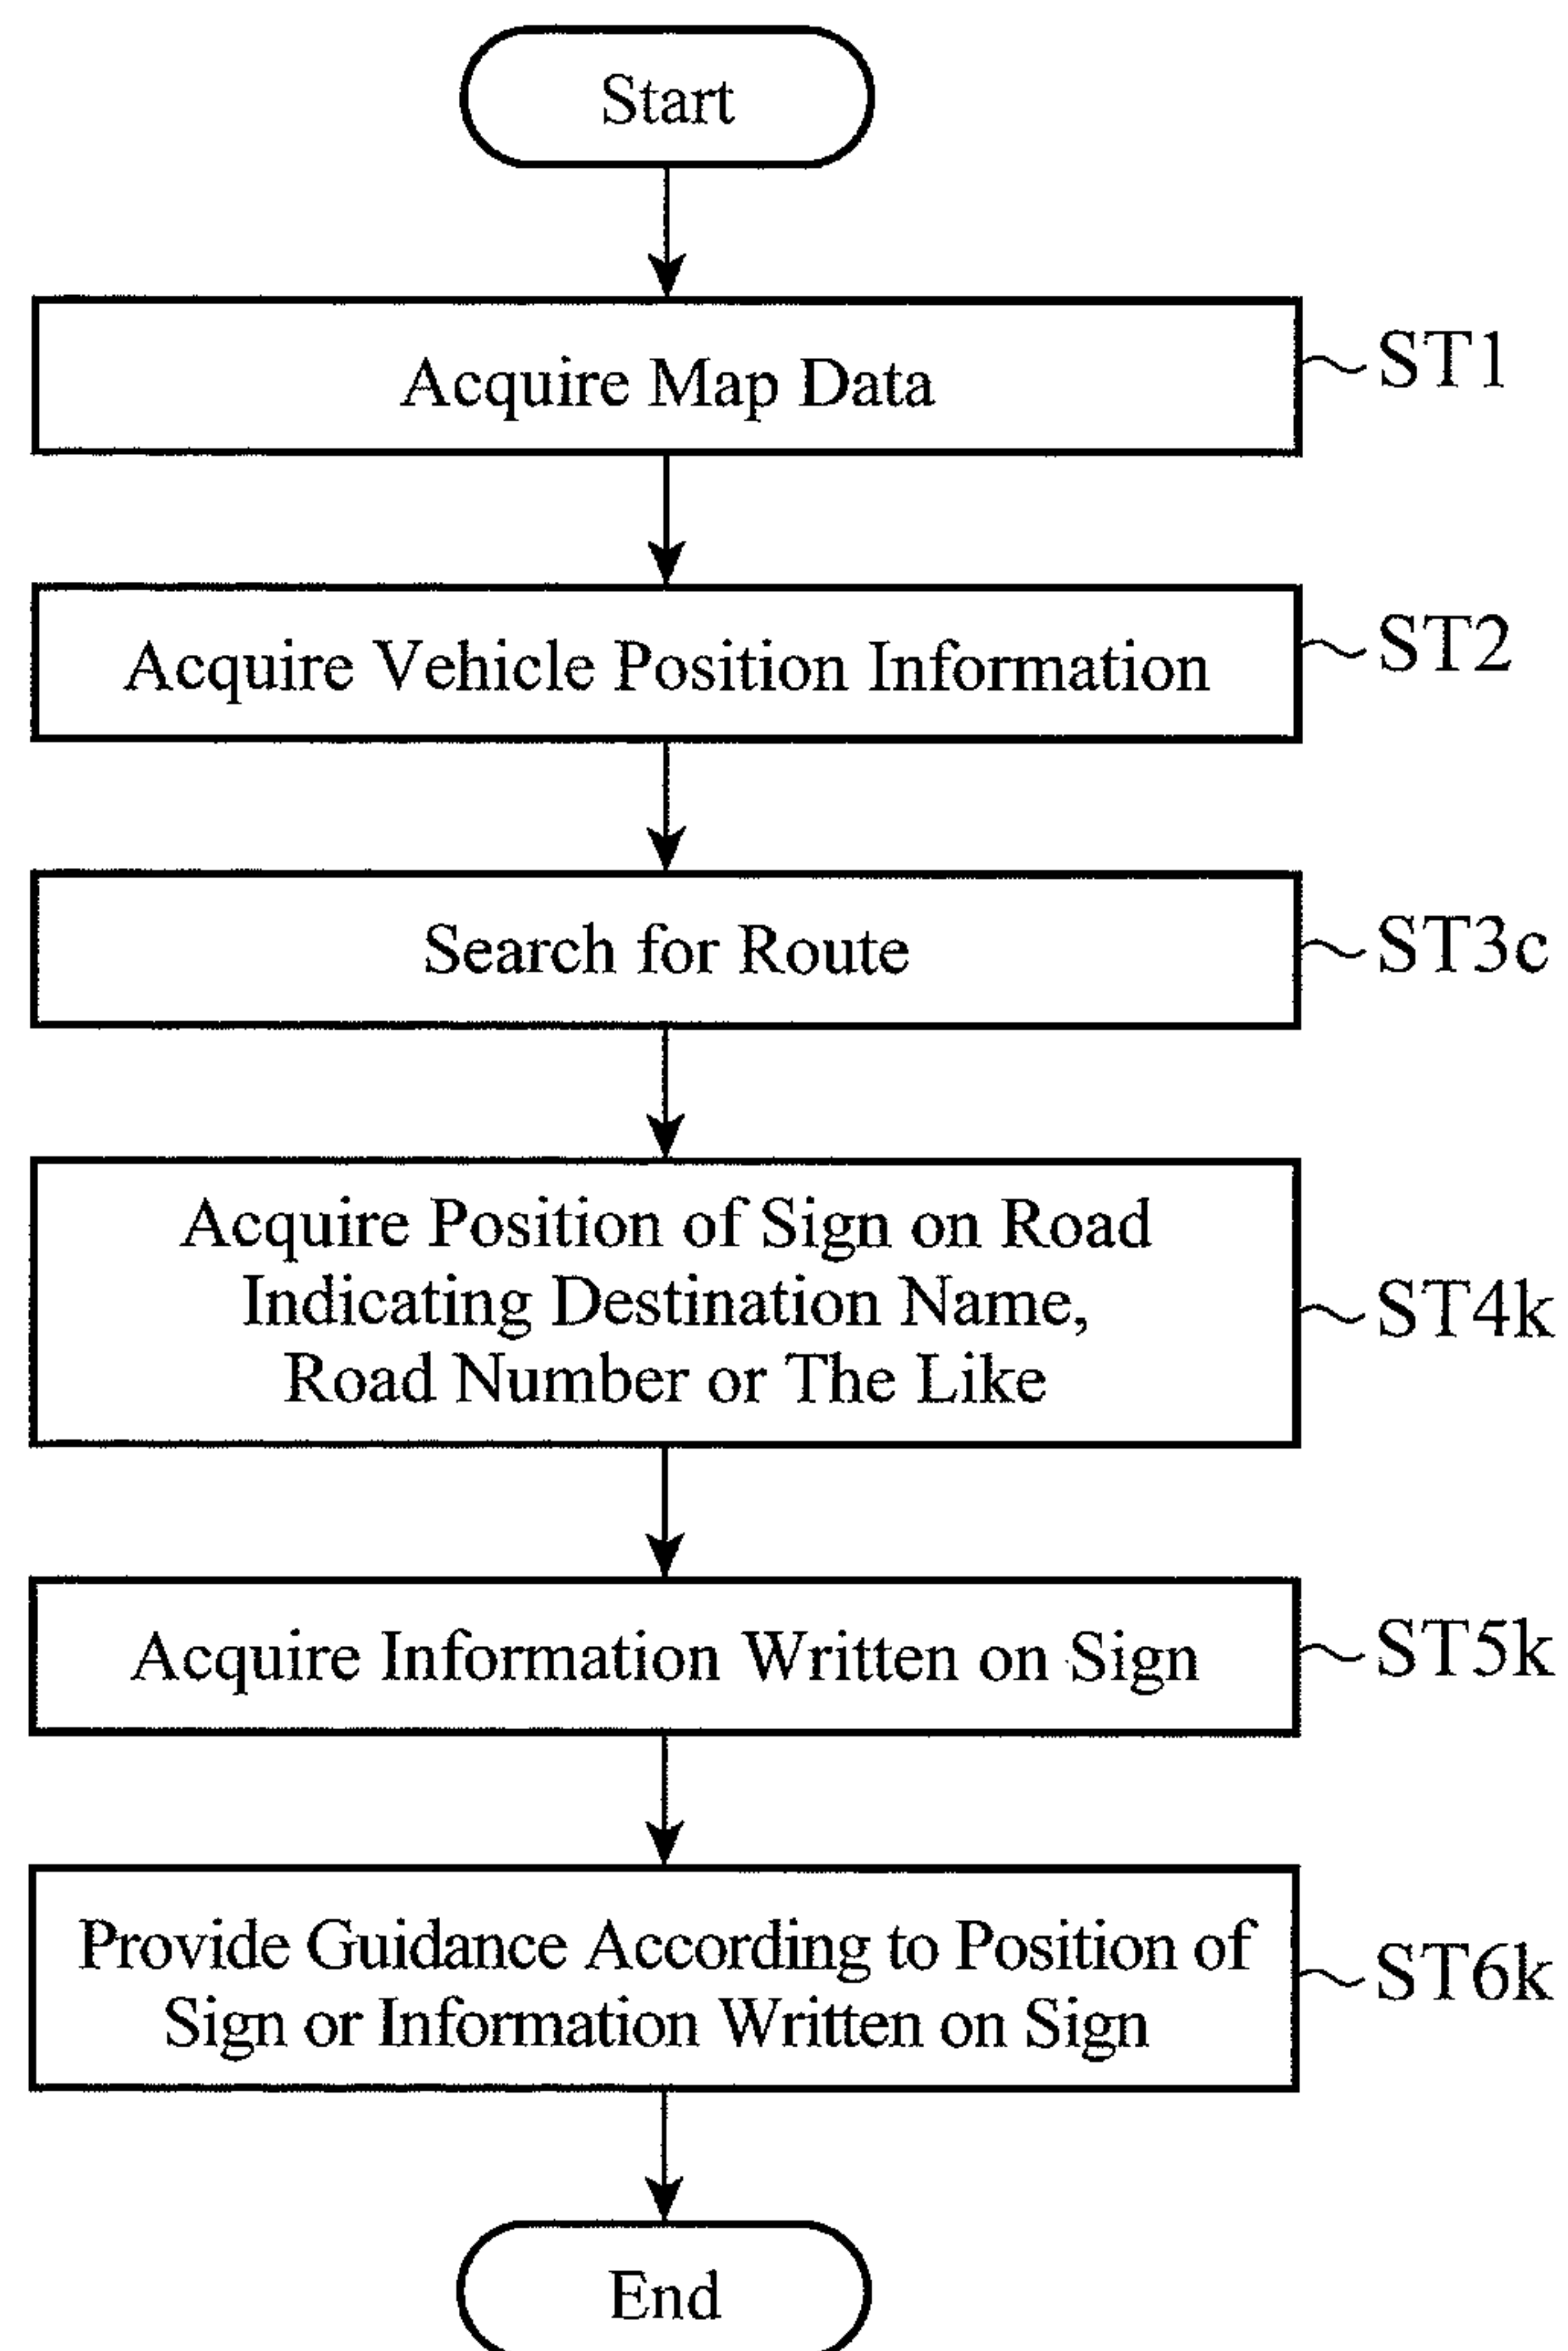 Start
Acquire Map Data
ST1
Acquire Vehicle Position Information
ST2
Search for Route
ST3c
Acquire Position of Sign on Road
Indicating Destination Name,
Road Number or The Like
ST4k
Acquire Information Written on Sign
ST5k
Provide Guidance According to Position of
Sign or Information Written on Sign
ST6k
End